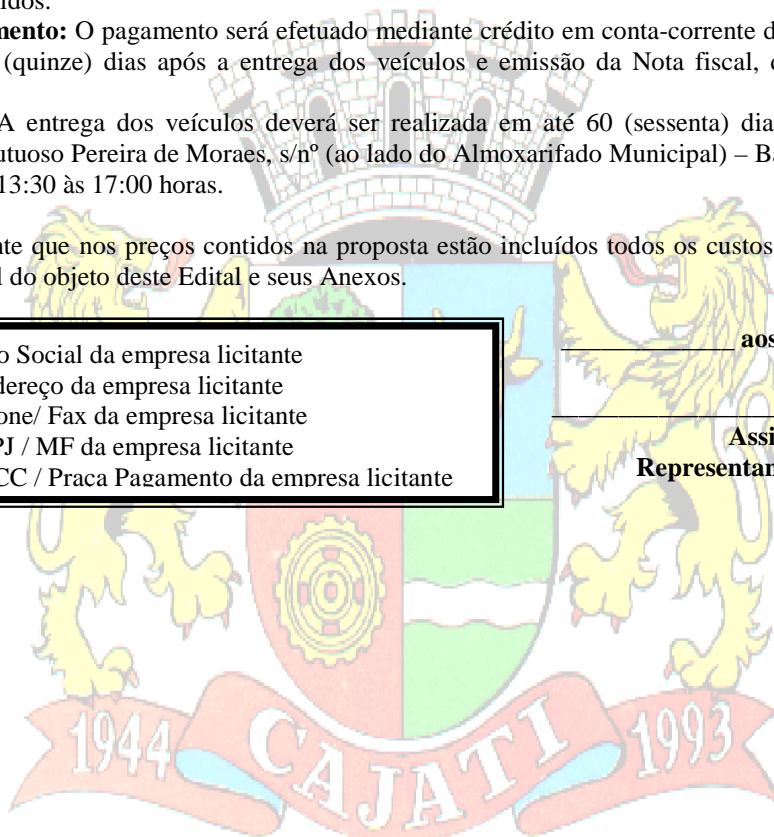 idos.
mento: O pagamento será efetuado mediante crédito em conta-corrente d
(quinze) dias após a entrega dos veículos e emissão da Nota fiscal,
A entrega dos veículos deverá ser realizada em até 60 (sessenta) dia
utuoso Pereira de Moraes, s/nº (ao lado do Almoxarifado Municipal) – Ba
13:30 às 17:00 horas.
nte que nos preços contidos na proposta estão incluídos todos os custos
l do objeto deste Edital e seus Anexos.
o Social da empresa licitante
dereço da empresa licitante
one/ Fax da empresa licitante
PJ / MF da empresa licitante
CC / Praça Pagamento da empresa licitante
______________ aos
Assi
Representan
1944 CAJATI 1993